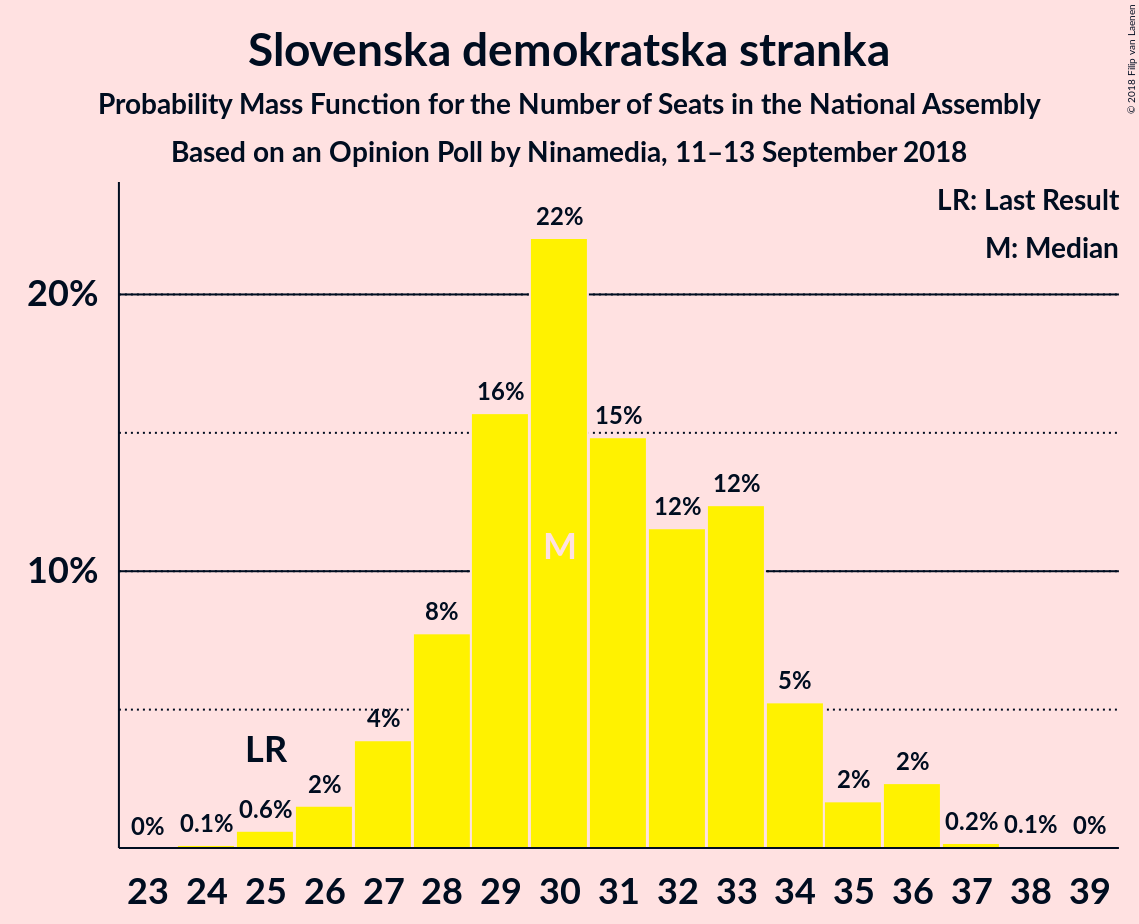 Slovenska demokratska stranka
Probability Mass Function for the Number of Seats in the National Assembly
Based on an Opinion Poll by Ninamedia, 11–13 September 2018
© 2018 Filip van Laenen
LR: Last Result
M: Median
20%
10%
0%
0.1%
0.6%
2%
4%
8%
16%
22%
15%
12%
12%
5%
2%
2%
0.2%
0.1%
0%
LR
M
23 24 25 26 27 28 29 30 31 32 33 34 35 36 37 38 39